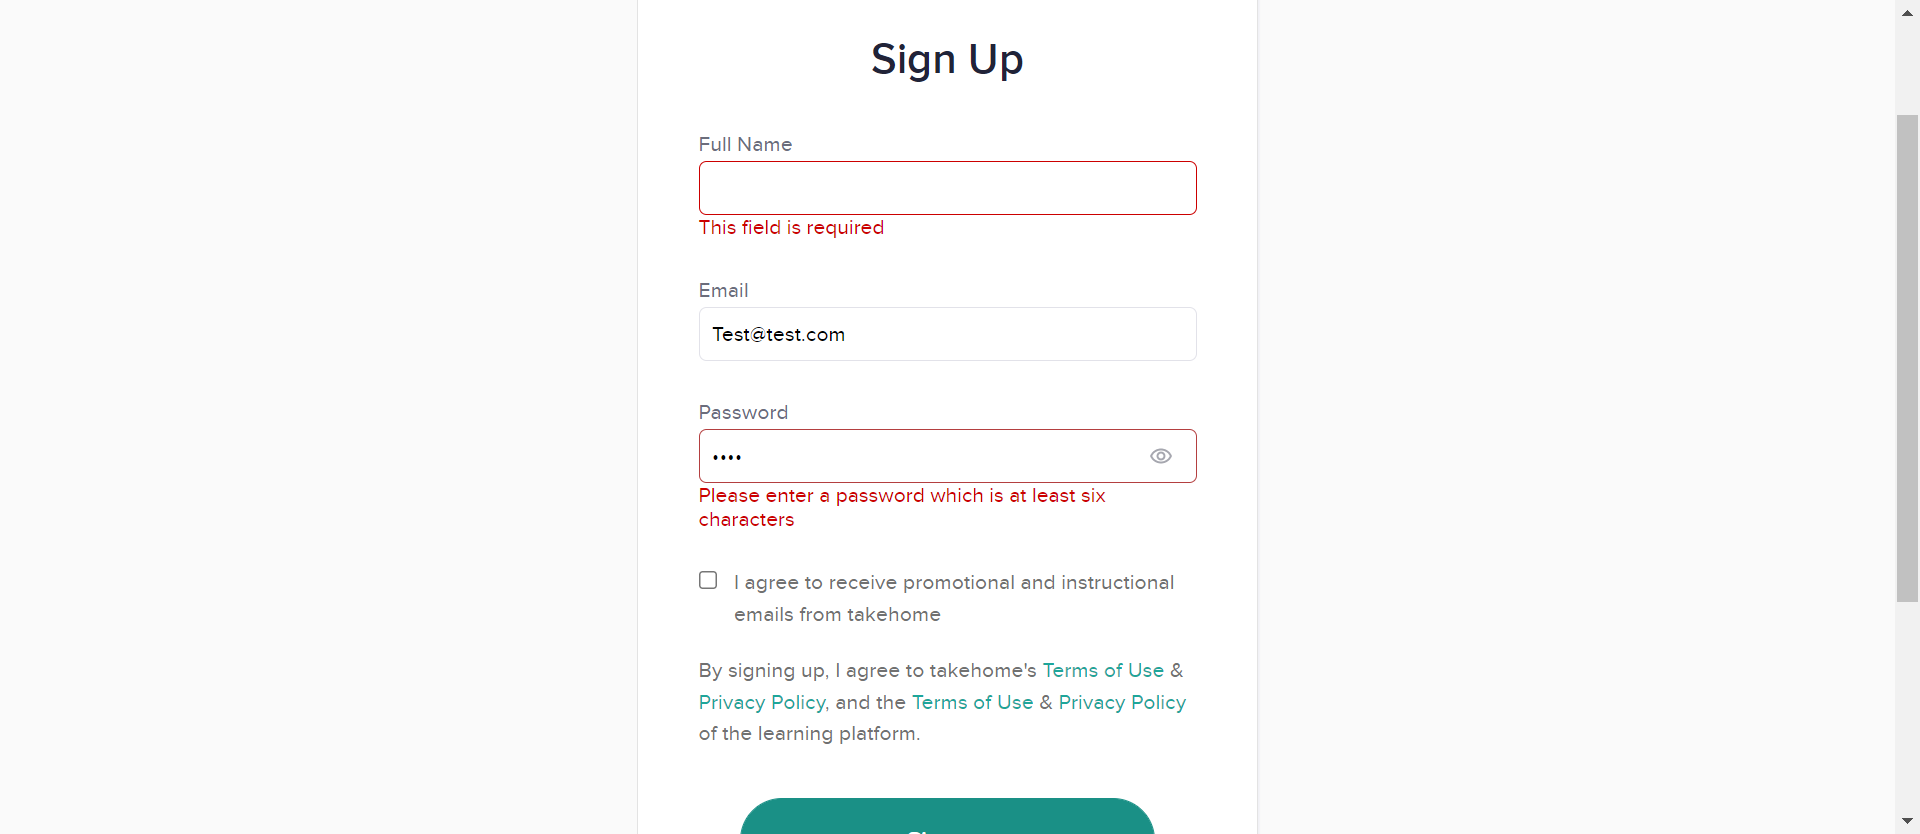 Sign Up
Full Name
This field is required
Email
Test@test.com
Password
••••
Please enter a password which is at least six
characters
I agree to receive promotional and instructional
emails from takehome
By signing up, I agree to takehome's Terms of Use &
Privacy Policy, and the Terms of Use & Privacy Policy
of the learning platform.